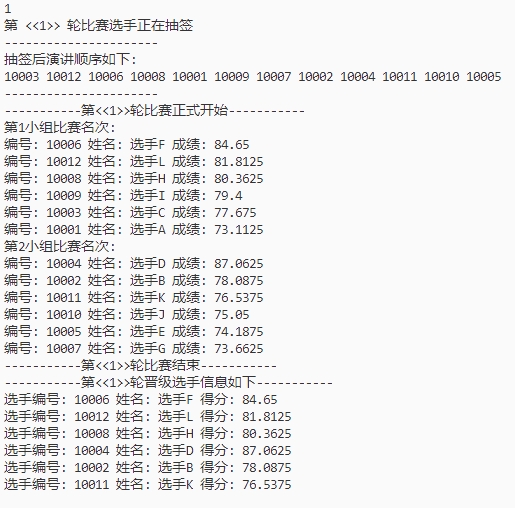 1
第 <<1>> 轮比赛选手正在抽签
---------------------
抽签后演讲顺序如下:
10003 10012 10006 10008 10001 10009 10007 10002 10004 10011 10010 10005
---------------------
-----------第<<1>>轮比赛正式开始-----------
第1小组比赛名次:
编号: 10006 姓名: 选手F 成绩: 84.65
编号: 10012 姓名: 选手L 成绩: 81.8125
编号: 10008 姓名: 选手H 成绩: 80.3625
编号: 10009 姓名: 选手I 成绩: 79.4
编号: 10003 姓名: 选手C 成绩: 77.675
编号: 10001 姓名: 选手A 成绩: 73.1125
第2小组比赛名次:
编号: 10004 姓名: 选手D 成绩: 87.0625
编号: 10002 姓名: 选手B 成绩: 78.0875
编号: 10011 姓名: 选手K 成绩: 76.5375
编号: 10010 姓名: 选手J 成绩: 75.05
编号: 10005 姓名: 选手E 成绩: 74.1875
编号: 10007 姓名: 选手G 成绩: 73.6625
-----------第<<1>>轮比赛结束-----------
-----------第<<1>>轮晋级选手信息如下-----------
选手编号: 10006 姓名: 选手F 得分: 84.65
选手编号: 10012 姓名: 选手L 得分: 81.8125
选手编号: 10008 姓名: 选手H 得分: 80.3625
选手编号: 10004 姓名: 选手D 得分: 87.0625
选手编号: 10002 姓名: 选手B 得分: 78.0875
选手编号: 10011 姓名: 选手K 得分: 76.5375